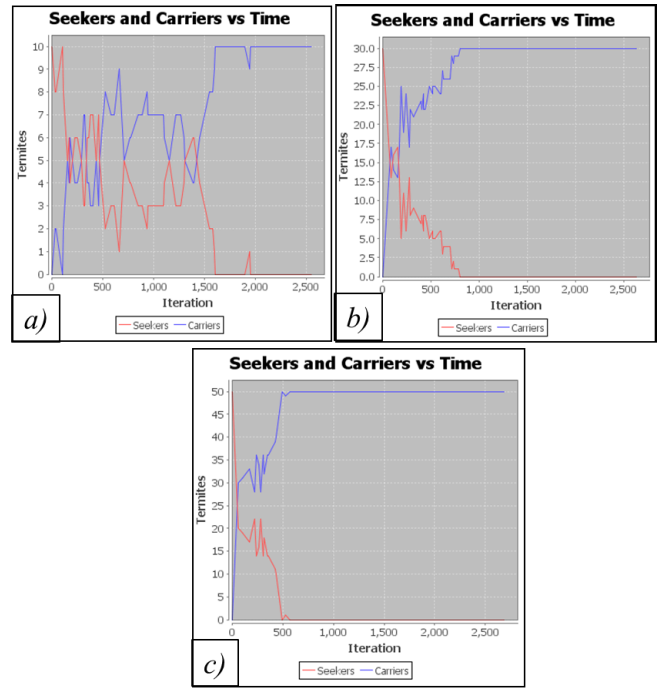 Seekers and Carriers vs Time
10
9
8
7
6
5
4
3
2
1
0
Termites
0 500 1,000 1,500 2,000 2,500
Iteration
Seekers Carriers
a)
Seekers and Carriers vs Time
30.0
27.5
25.0
22.5
20.0
17.5
15.0
12.5
10.0
7.5
5.0
2.5
0.0
Termites
0 500 1,000 1,500 2,000 2,500
Iteration
Seekers Carriers
b)
Seekers and Carriers vs Time
50
45
40
35
30
25
20
15
10
5
0
Termites
0 500 1,000 1,500 2,000 2,500
Iteration
Seekers Carriers
c)